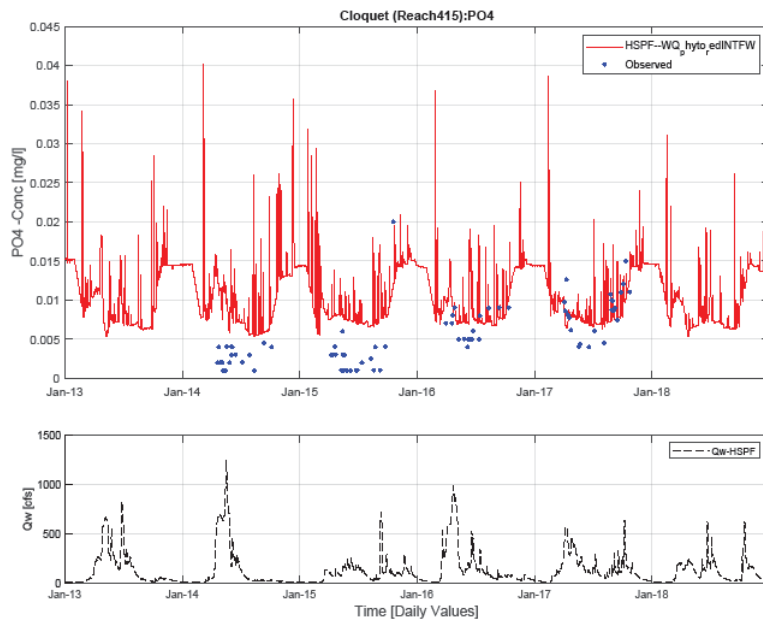 Cloquet (Reach415):PO4
0.045
0.04
0.035
0.03
0.025
0.02
0.015
0.01
0.005
0
PO4 -Conc [mg/l]
HSPF--WQphytoredINTFW
Observed
Jan-13 Jan-14 Jan-15 Jan-16 Jan-17 Jan-18
1500
1000
500
0
Qw [cfs]
Qw-HSPF
Jan-13 Jan-14 Jan-15 Jan-16 Jan-17 Jan-18
Time [Daily Values]